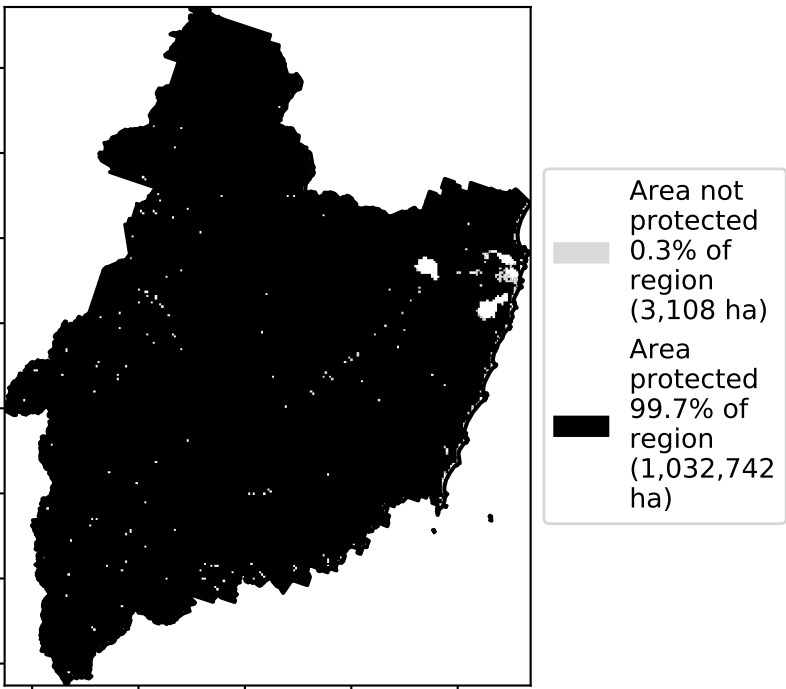 Area not
protected
0.3% of
region
(3,108 ha)
Area
protected
99.7% of
region
(1,032,742
ha)